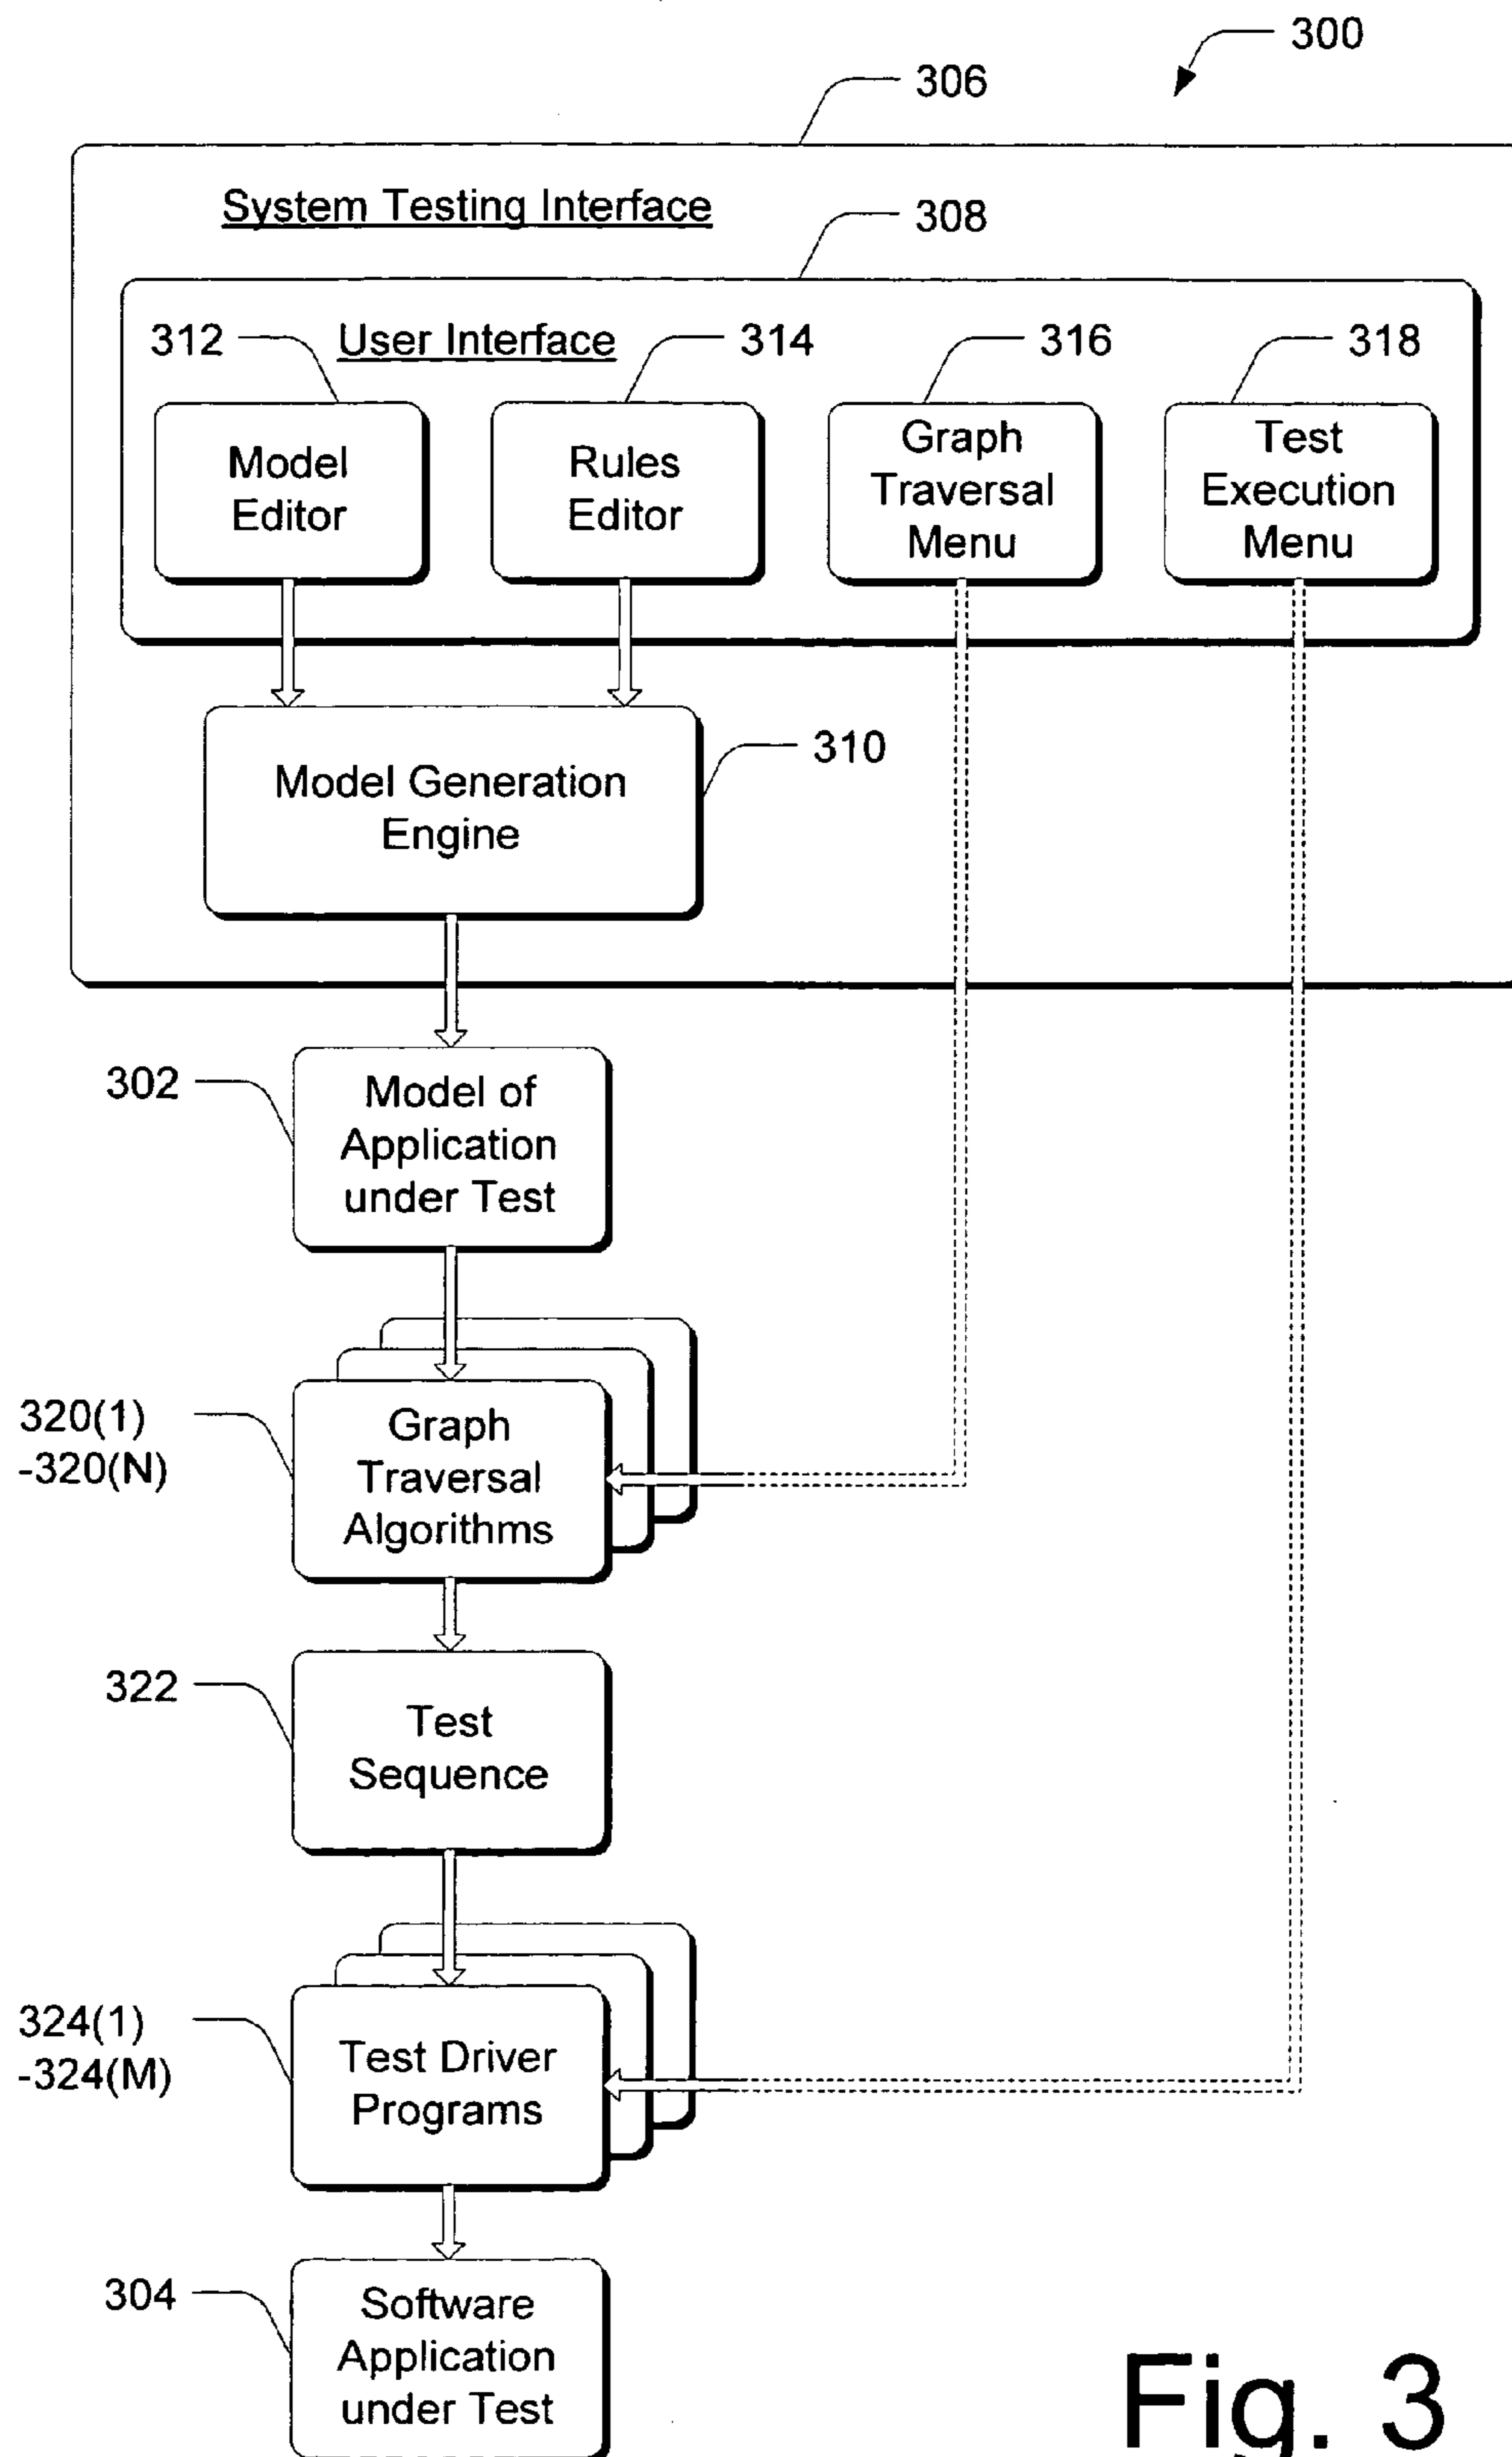 300
306
System Testing Interface
308
312
User Interface
314
316
318
Model
Editor
Rules
Editor
Graph
Traversal
Menu
Test
Execution
Menu
Model Generation
Engine
310
302
Model of
Application
under Test
320(1)
-320(N)
Graph
Traversal
Algorithms
322
Test
Sequence
324(1)
-324(M)
Test Driver
Programs
304
Software
Application
under Test
Fig. 3